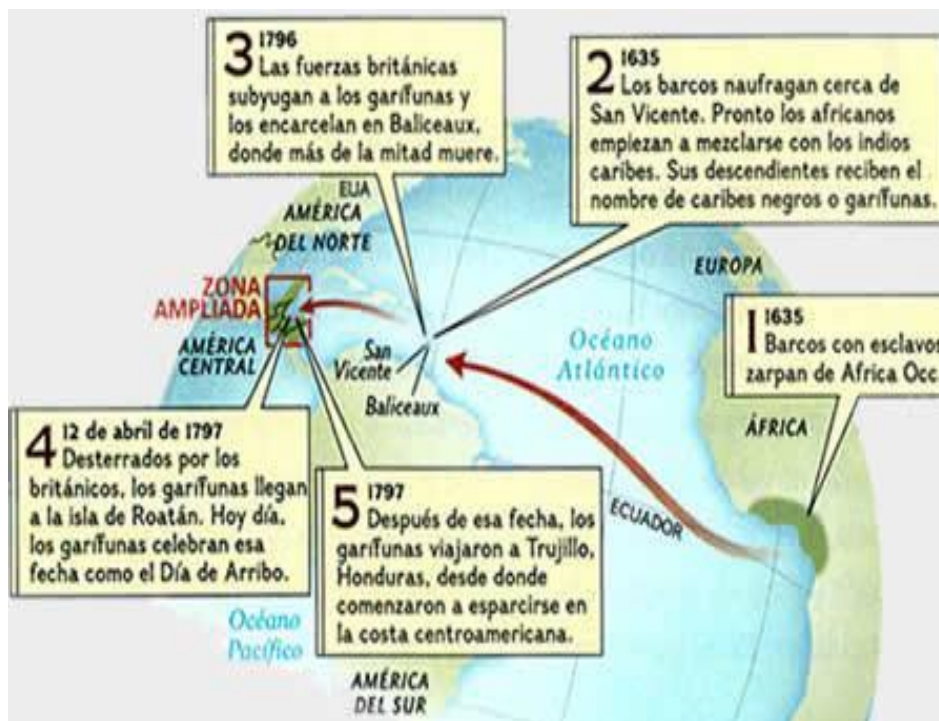 3 1796
Las fuerzas británicas
subyugan a los garífunas y
los encarcelan en Baliceaux,
donde más de la mitad muere.
2 1635
Los barcos naufragan cerca de
San Vicente. Pronto los africanos
empiezan a mezclarse con los indios
caribes. Sus descendientes reciben el
nombre de caribes negros o garífunas.
EUA
AMÉRICA
DEL NORTE
EUROPA
ZONA
AMPLIADA
AMÉRICA
CENTRAL
San
Vicente
Baliceaux
Océano
Atlántico
1 1635
Barcos con esclavos
zarpan de Africa Occ
ÁFRICA
ECUADOR
4 12 de abril de 1797
Desterrados por los
británicos, los garífunas llegan
a la isla de Roatán. Hoy día,
los garífunas celebran esa
fecha como el Día de Arribo.
5 1797
Después de esa fecha, los
garífunas viajaron a Trujillo,
Honduras, desde donde
comenzaron a esparcirse en
la costa centroamericana.
Océano
Pacífico
AMÉRICA
DEL SUR